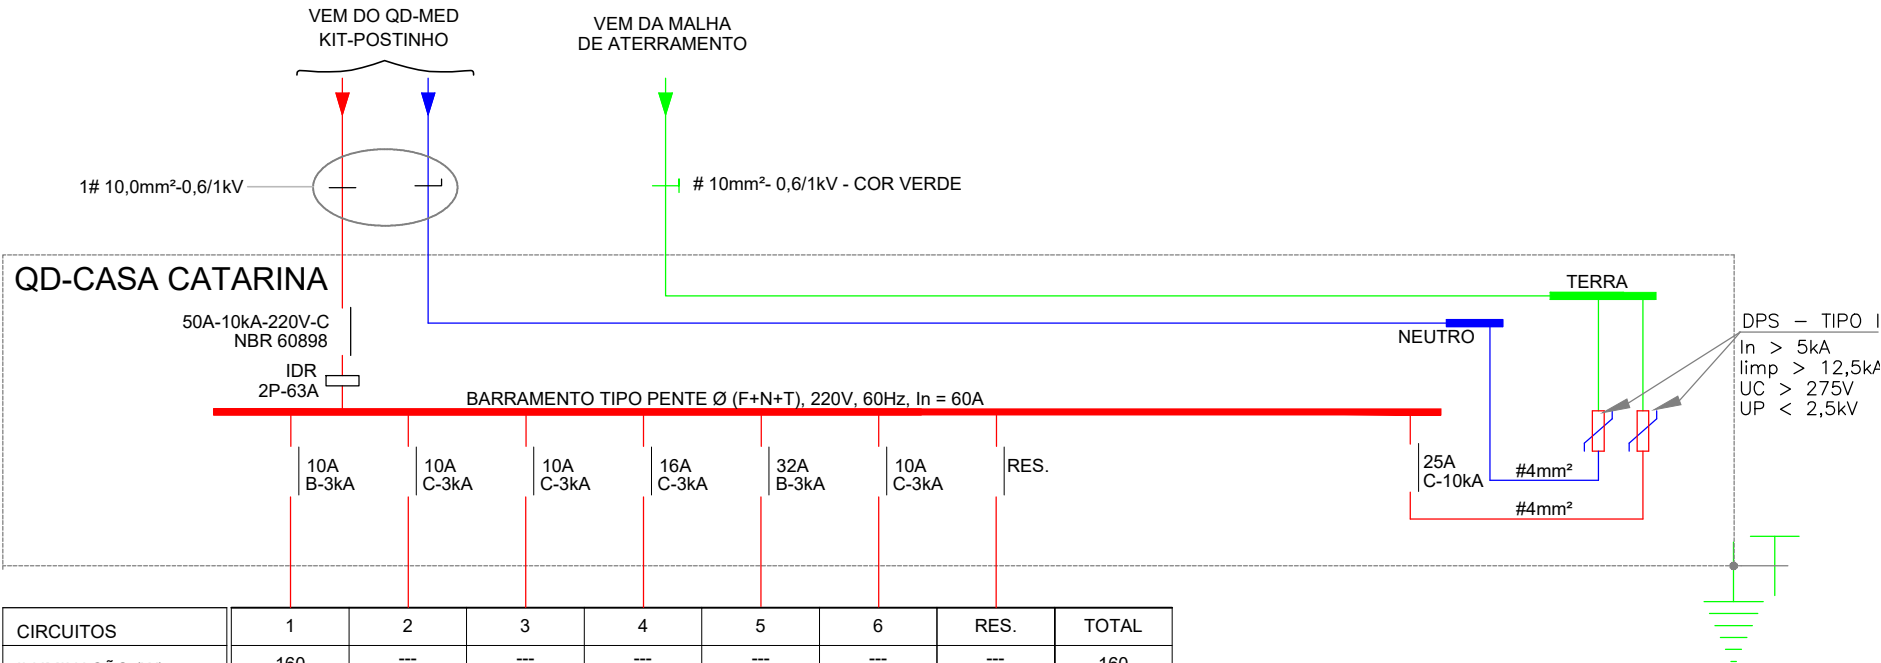 VEM DO QD-MED
KIT-POSTINHO
VEM DA MALHA
DE ATERRAMENTO
1# 10,0mm²-0,6/1kV
# 10mm²- 0,6/1kV - COR VERDE
QD-CASA CATARINA
TERRA
50A-10kA-220V-C
NBR 60898
NEUTRO
DPS – TIPO I
In > 5kA
Iimp > 12,5kA
UC > 275V
UP < 2,5kV
IDR
2P-63A
BARRAMENTO TIPO PENTE Ø (F+N+T), 220V, 60Hz, In = 60A
10A
B-3kA
10A
C-3kA
10A
C-3kA
16A
C-3kA
32A
B-3kA
10A
C-3kA
RES.
25A
C-10kA
#4mm²
#4mm²
CIRCUITOS 1 2 3 4 5 6 RES. TOTAL
160 --- --- --- --- --- --- 160